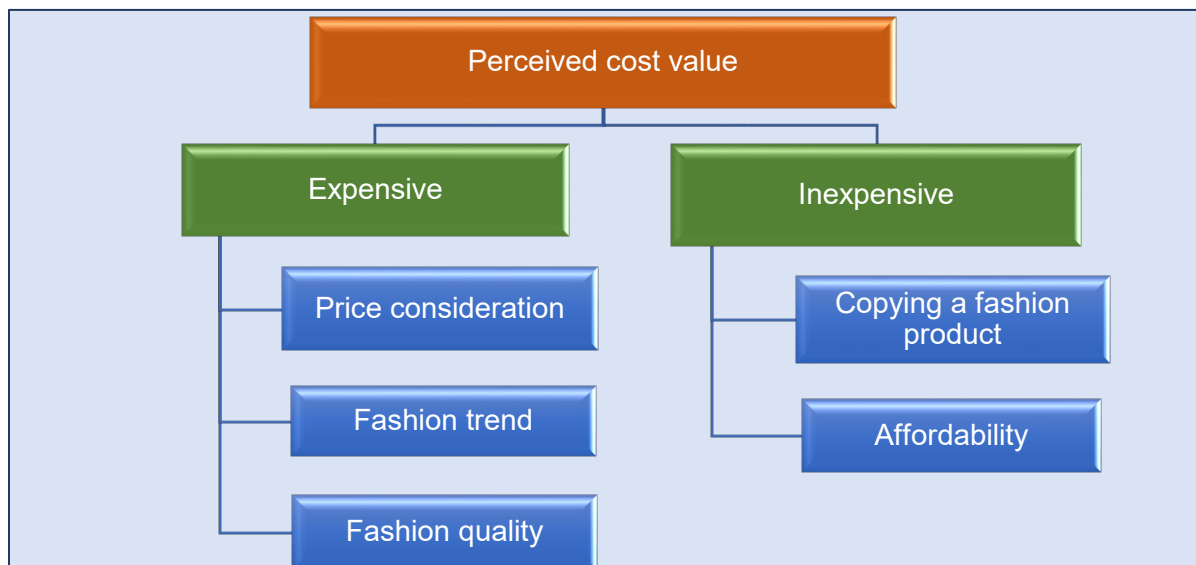 Perceived cost value
Expensive
Inexpensive
Price consideration
Copying a fashion
product
Fashion trend
Affordability
Fashion quality